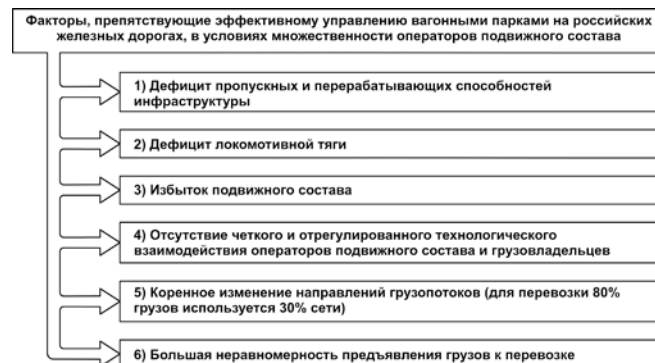 Факторы, препятствующие эффективному управлению вагонными парками на российских
железных дорогах, в условиях множественности операторов подвижного состава
1) Дефицит пропускных и перерабатывающих способностей
инфраструктуры
2) Дефицит локомотивной тяги
3) Избыток подвижного состава
4) Отсутствие четкого и отрегулированного технологического
взаимодействия операторов подвижного состава и грузовладельцев
5) Коренное изменение направлений грузопотоков (для перевозки 80%
грузов используется 30% сети)
6) Большая неравномерность предъявления грузов к перевозке